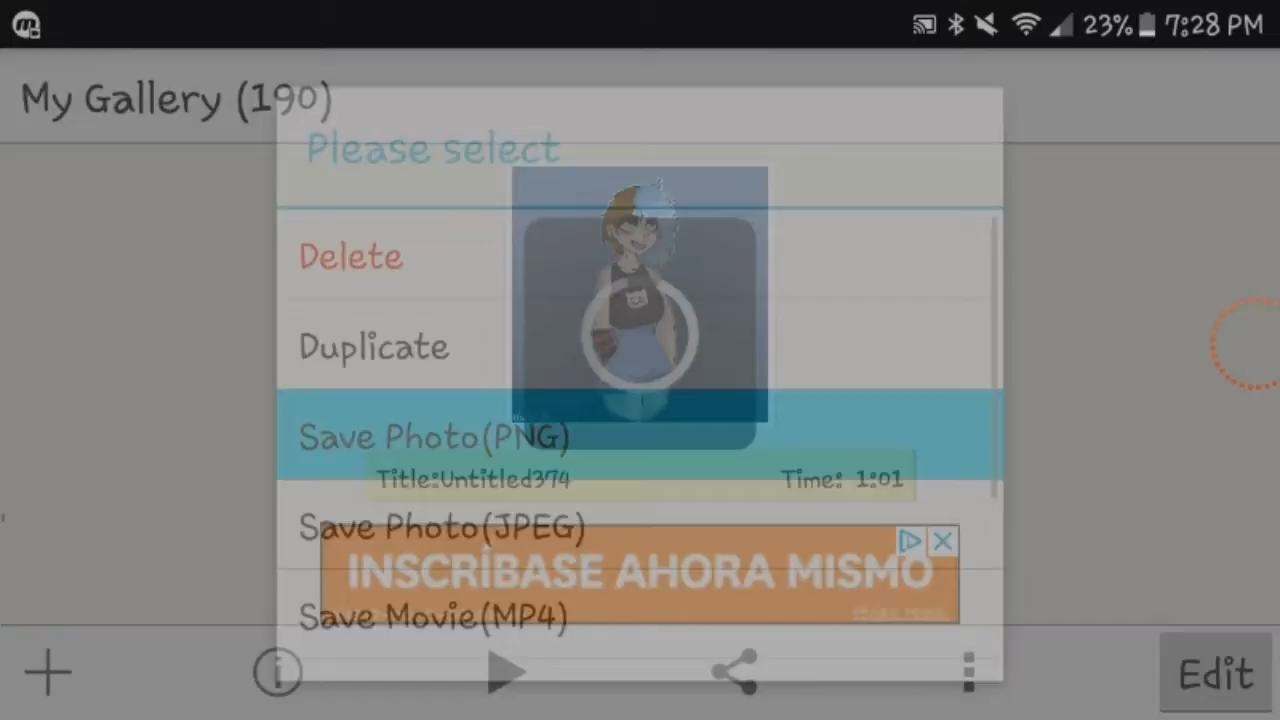 23% 7:28 PM
My Gallery (190)
Please select
Delete
Duplicate
Save Photo(PNG)
Title:Untitled374 Time: 1:01
Save Photo(JPEG)
INSCRÍBASE AHORA MISMO
Save Movie(MP4)
Edit